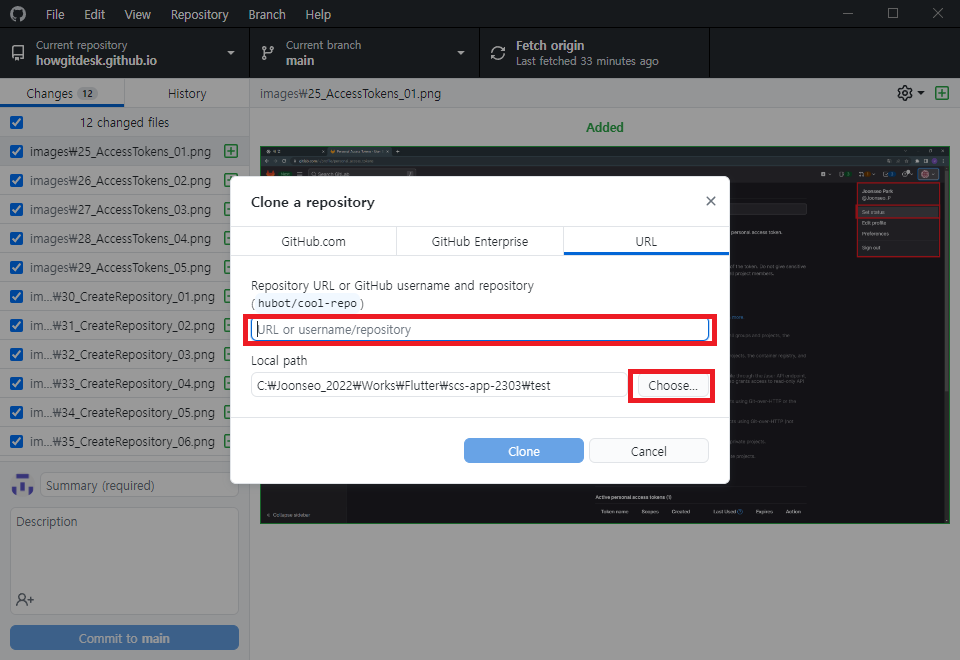 File Edit View Repository Branch Help
Current repository
howgitdesk.github.io
Current branch
main
Fetch origin
Last fetched 33 minutes ago
Changes 12 History
images₩25_AccessTokens_01.png
12 changed files
Added
images₩25_AccessTokens_01.png
images₩26_AccessTokens_02.png
images₩27_AccessTokens_03.png
images₩28_AccessTokens_04.png
images₩29_AccessTokens_05.png
im...₩30_CreateRepository_01.png
im...₩31_CreateRepository_02.png
im...₩32_CreateRepository_03.png
im...₩33_CreateRepository_04.png
im...₩34_CreateRepository_05.png
im...₩35_CreateRepository_06.png
Summary (required)
Description
Commit to main
Clone a repository
GitHub.com GitHub Enterprise URL
Repository URL or GitHub username and repository
(hubot/cool-repo)
URL or username/repository
Local path
C:₩Joonseo_2022₩Works₩Flutter₩scs-app-2303₩test
Choose...
Clone Cancel
Joonseo Park
Set status
Edit profile
Preferences
Sign out
personal access token.
Active personal access tokens (1)
Token name Scopes Created Last Used Expires Action
Collapse sidebar